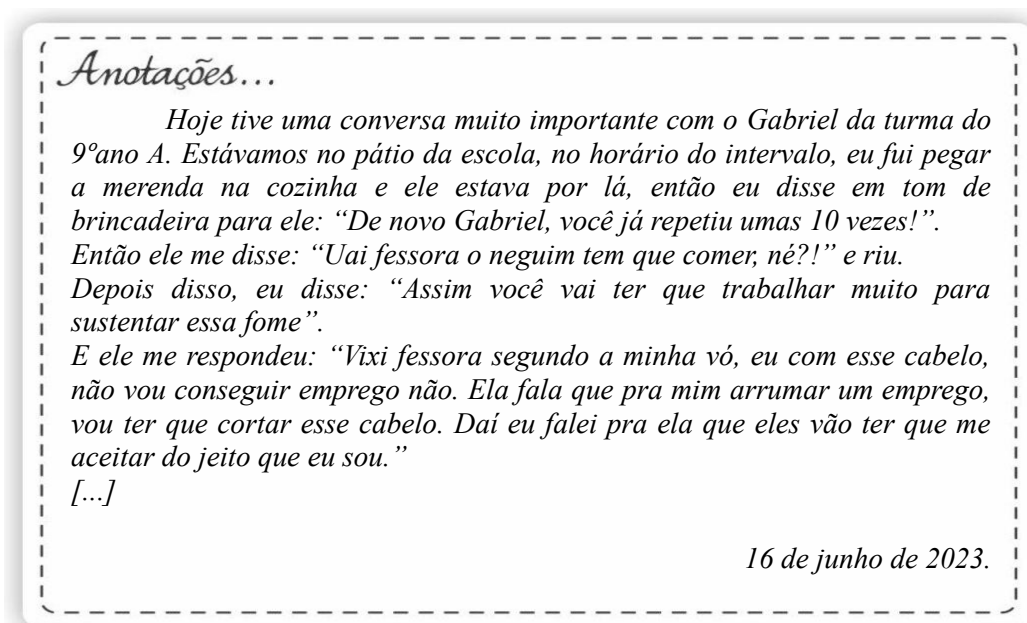 Anotações...
Hoje tive uma conversa muito importante com o Gabriel da turma do
9ºano A. Estávamos no pátio da escola, no horário do intervalo, eu fui pegar
a merenda na cozinha e ele estava por lá, então eu disse em tom de
brincadeira para ele: “De novo Gabriel, você já repetiu umas 10 vezes!”.
Então ele me disse: “Uai fessora o neguim tem que comer, né?!” e riu.
Depois disso, eu disse: “Assim você vai ter que trabalhar muito para
sustentar essa fome”.
E ele me respondeu: “Vixi fessora segundo a minha vó, eu com esse cabelo,
não vou conseguir emprego não. Ela fala que pra mim arrumar um emprego,
vou ter que cortar esse cabelo. Daí eu falei pra ela que eles vão ter que me
aceitar do jeito que eu sou.”
[...]
16 de junho de 2023.